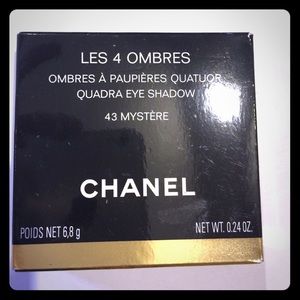 LES 4 OMBRES
OMBRES À PAUPIÈRES QUATUOR
QUADRA EYE SHADOW
43 MYSTÈRE
CHANEL
POIDS NET 6,8 g NET WT. 0.24 OZ.